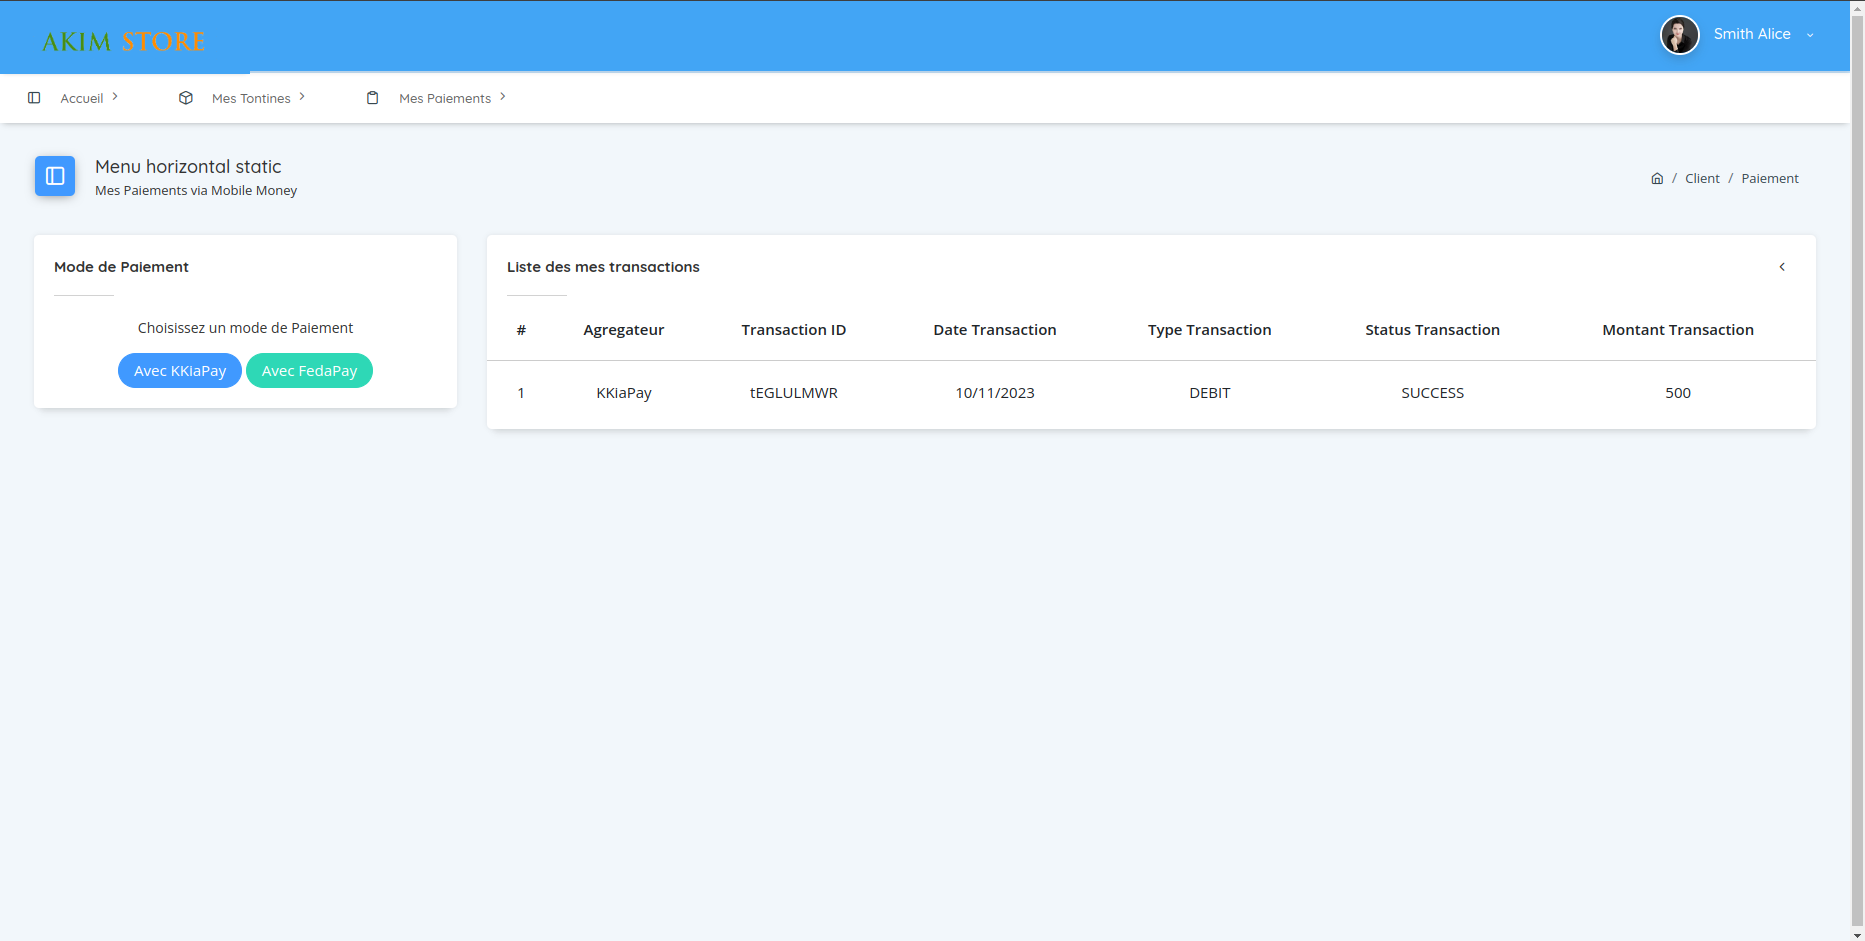 AKIM STORE
Smith Alice
Accueil
Mes Tontines
Mes Paiements
Menu horizontal static
Mes Paiements via Mobile Money
/ Client / Paiement
Mode de Paiement
Choisissez un mode de Paiement
Avec KKiaPay
Avec FedaPay
Liste des mes transactions
# Agregateur Transaction ID Date Transaction Type Transaction Status Transaction Montant Transaction
1 KKiaPay tEGLULMWR 10/11/2023 DEBIT SUCCESS 500